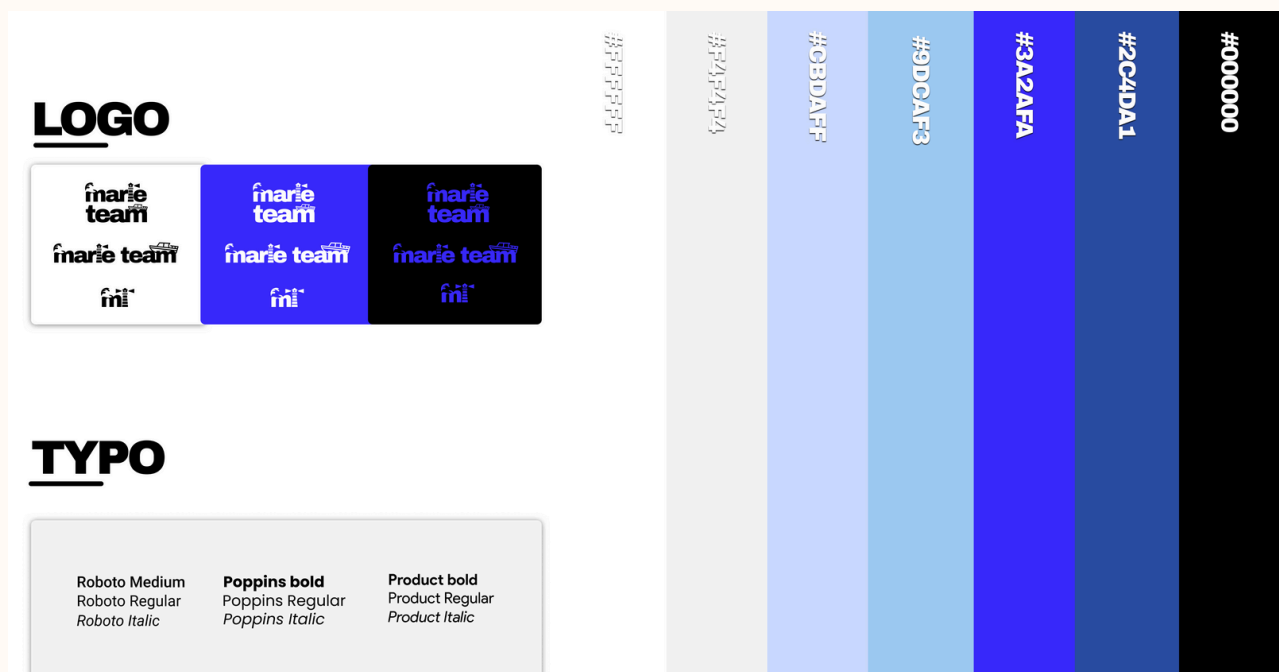 LOGO
marie
team
marie team
mt
marie
team
marie team
mt
marie
team
marie team
mt
TYPO
Roboto Medium
Roboto Regular
Roboto Italic
Poppins bold
Poppins Regular
Poppins Italic
Product bold
Product Regular
Product Italic
#FFFFFF
#F4F4F4
#CBDAFF
#9DCAF3
#3A2AFA
#2C4DA1
#000000